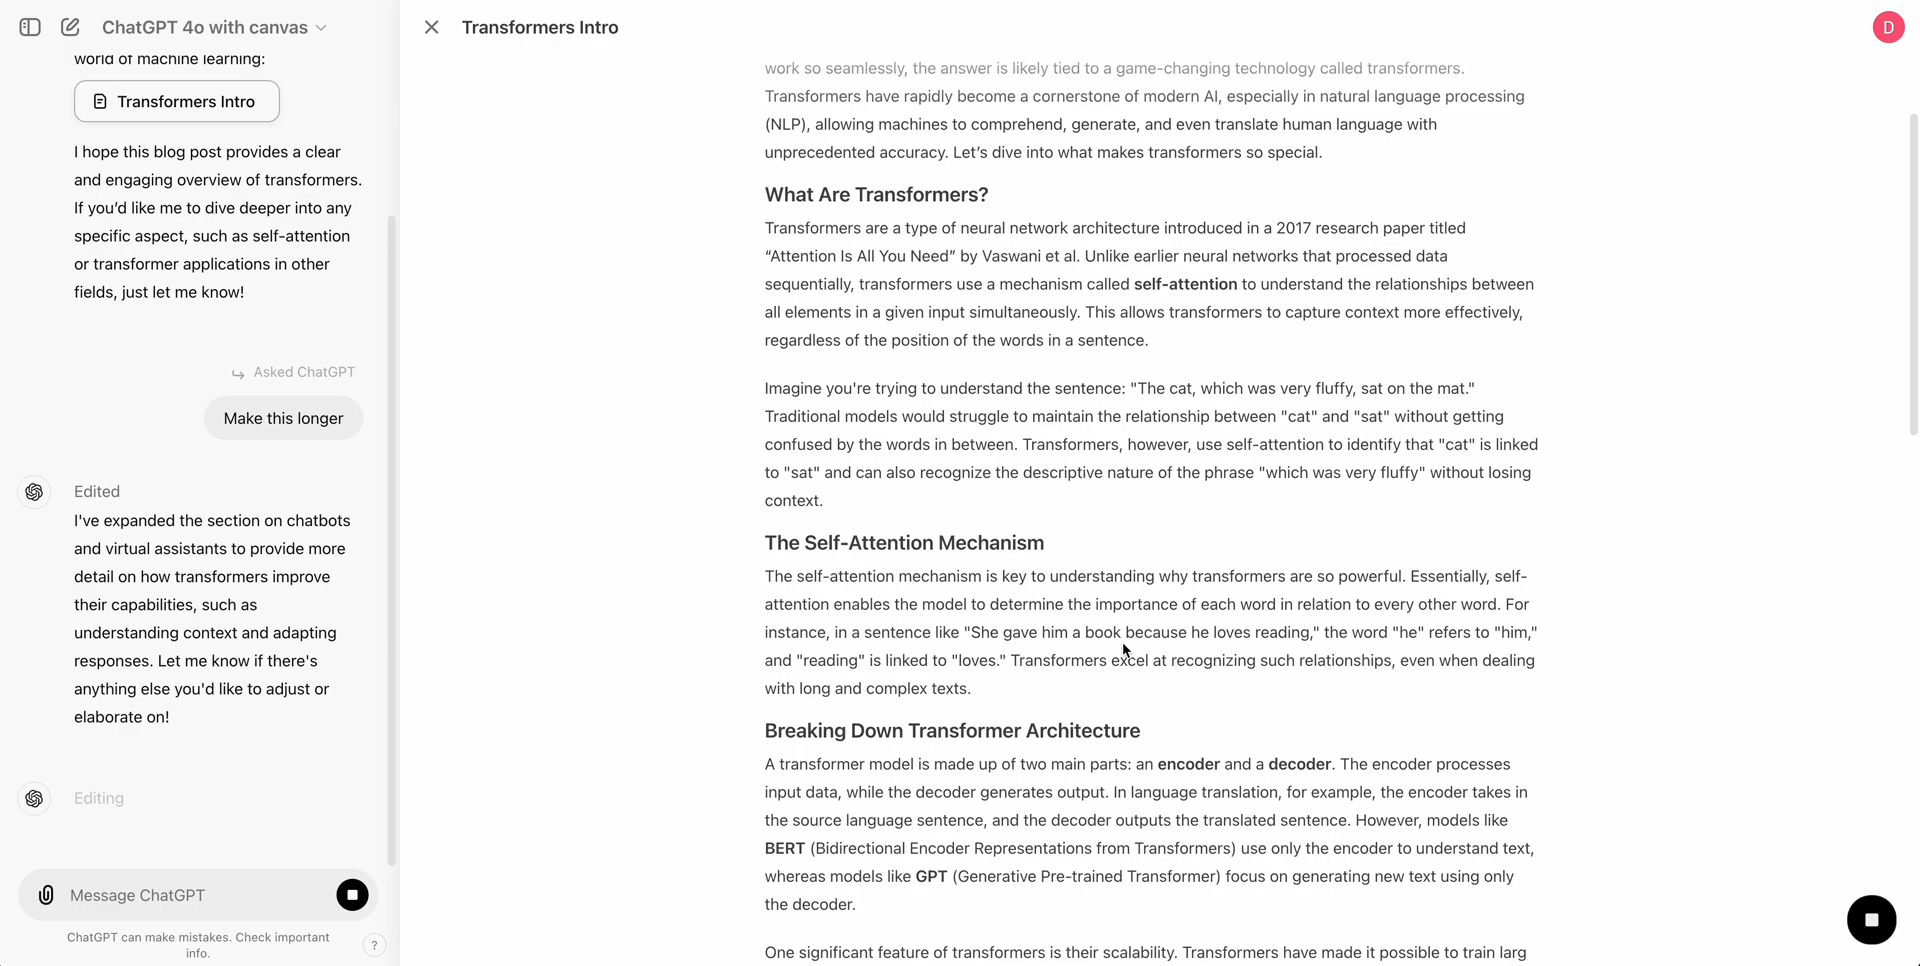 ChatGPT 4o with canvas
world of machine learning:
Transformers Intro
I hope this blog post provides a clear
and engaging overview of transformers.
If you’d like me to dive deeper into any
specific aspect, such as self-attention
or transformer applications in other
fields, just let me know!
Asked ChatGPT
Make this longer
Edited
I've expanded the section on chatbots
and virtual assistants to provide more
detail on how transformers improve
their capabilities, such as
understanding context and adapting
responses. Let me know if there's
anything else you'd like to adjust or
elaborate on!
Editing
Message ChatGPT
ChatGPT can make mistakes. Check important
info.
?
Transformers Intro
D
work so seamlessly, the answer is likely tied to a game-changing technology called transformers.
Transformers have rapidly become a cornerstone of modern AI, especially in natural language processing
(NLP), allowing machines to comprehend, generate, and even translate human language with
unprecedented accuracy. Let’s dive into what makes transformers so special.
What Are Transformers?
Transformers are a type of neural network architecture introduced in a 2017 research paper titled
“Attention Is All You Need” by Vaswani et al. Unlike earlier neural networks that processed data
sequentially, transformers use a mechanism called self-attention to understand the relationships between
all elements in a given input simultaneously. This allows transformers to capture context more effectively,
regardless of the position of the words in a sentence.
Imagine you're trying to understand the sentence: "The cat, which was very fluffy, sat on the mat."
Traditional models would struggle to maintain the relationship between "cat" and "sat" without getting
confused by the words in between. Transformers, however, use self-attention to identify that "cat" is linked
to "sat" and can also recognize the descriptive nature of the phrase "which was very fluffy" without losing
context.
The Self-Attention Mechanism
The self-attention mechanism is key to understanding why transformers are so powerful. Essentially, self-
attention enables the model to determine the importance of each word in relation to every other word. For
instance, in a sentence like "She gave him a book because he loves reading," the word "he" refers to "him,"
and "reading" is linked to "loves." Transformers excel at recognizing such relationships, even when dealing
with long and complex texts.
Breaking Down Transformer Architecture
A transformer model is made up of two main parts: an encoder and a decoder. The encoder processes
input data, while the decoder generates output. In language translation, for example, the encoder takes in
the source language sentence, and the decoder outputs the translated sentence. However, models like
BERT (Bidirectional Encoder Representations from Transformers) use only the encoder to understand text,
whereas models like GPT (Generative Pre-trained Transformer) focus on generating new text using only
the decoder.
One significant feature of transformers is their scalability. Transformers have made it possible to train larg